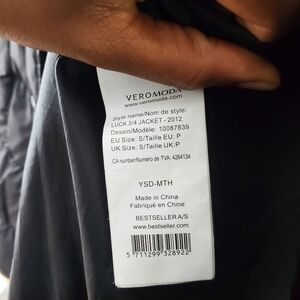 VERO MODA
www.veromoda.com
Style name/Nom de style:
LUCK 3/4 JACKET - 2012
Dessin/Modèle: 10087839
EU Size: S/Taille EU: P
UK Size: S/Taille UK:P
CA number/Numéro de TVA: 4264134
YSD-MTH
Made in China
Fabriqué en Chine
BESTSELLER A/S
www.bestseller.com
5 711299 328922